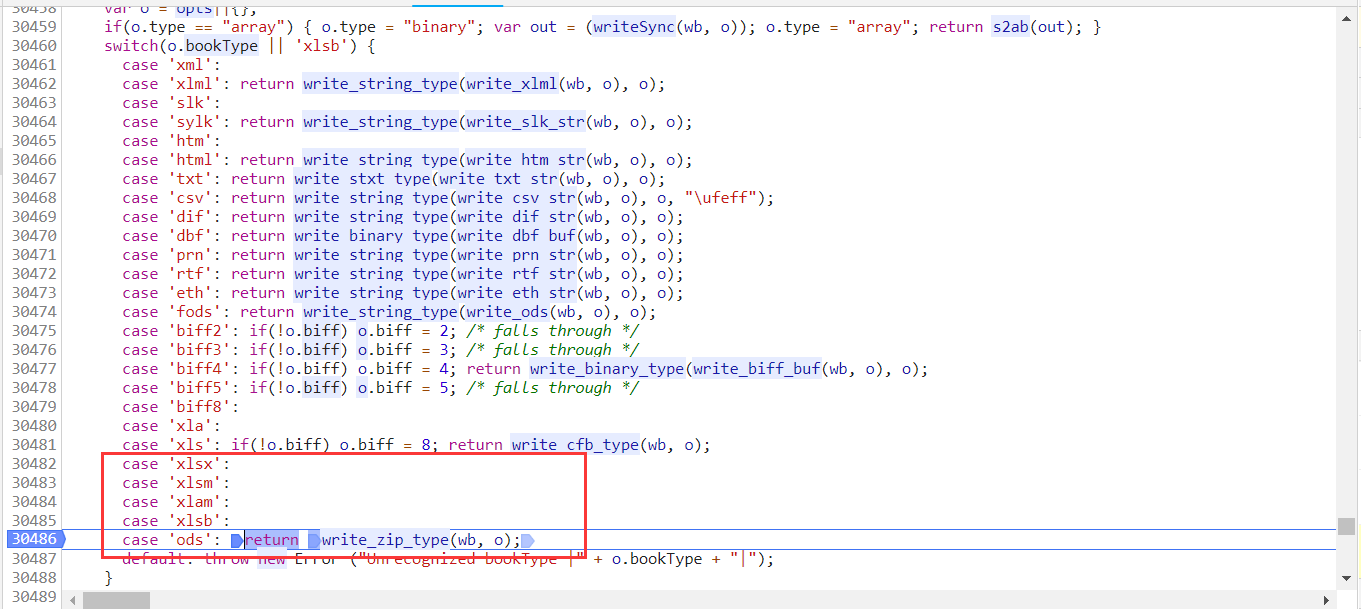 30458 var o = opts||{};
30459 if(o.type == "array") { o.type = "binary"; var out = (writeSync(wb, o)); o.type = "array"; return s2ab(out); }
30460 switch(o.bookType || 'xlsb') {
30461 case 'xml':
30462 case 'xlml': return write_string_type(write_xlml(wb, o), o);
30463 case 'slk':
30464 case 'sylk': return write_string_type(write_slk_str(wb, o), o);
30465 case 'htm':
30466 case 'html': return write_string_type(write_htm_str(wb, o), o);
30467 case 'txt': return write_stxt_type(write_txt_str(wb, o), o);
30468 case 'csv': return write_string_type(write_csv_str(wb, o), o, "\ufeff");
30469 case 'dif': return write_string_type(write_dif_str(wb, o), o);
30470 case 'dbf': return write_binary_type(write_dbf_buf(wb, o), o);
30471 case 'prn': return write_string_type(write_prn_str(wb, o), o);
30472 case 'rtf': return write_string_type(write_rtf_str(wb, o), o);
30473 case 'eth': return write_string_type(write_eth_str(wb, o), o);
30474 case 'fods': return write_string_type(write_ods(wb, o), o);
30475 case 'biff2': if(!o.biff) o.biff = 2; /* falls through */
30476 case 'biff3': if(!o.biff) o.biff = 3; /* falls through */
30477 case 'biff4': if(!o.biff) o.biff = 4; return write_binary_type(write_biff_buf(wb, o), o);
30478 case 'biff5': if(!o.biff) o.biff = 5; /* falls through */
30479 case 'biff8':
30480 case 'xla':
30481 case 'xls': if(!o.biff) o.biff = 8; return write_cfb_type(wb, o);
30482 case 'xlsx':
30483 case 'xlsm':
30484 case 'xlam':
30485 case 'xlsb':
30486 case 'ods': return write_zip_type(wb, o);
30487 default: throw new Error ("Unrecognized bookType |" + o.bookType + "|");
30488 }
30489